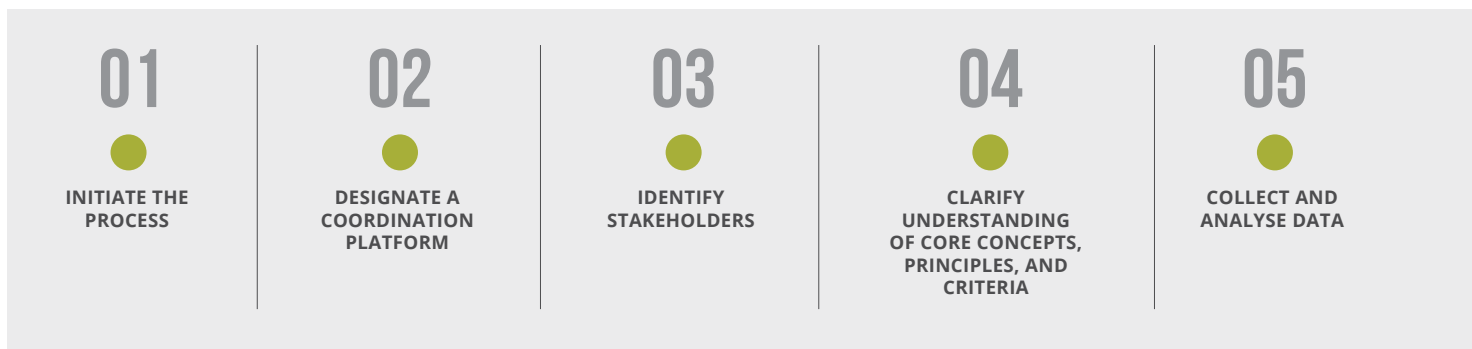 01
INITIATE THE
PROCESS
02
DESIGNATE A
COORDINATION
PLATFORM
03
IDENTIFY
STAKEHOLDERS
04
CLARIFY
UNDERSTANDING
OF CORE CONCEPTS,
PRINCIPLES, AND
CRITERIA
05
COLLECT AND
ANALYSE DATA